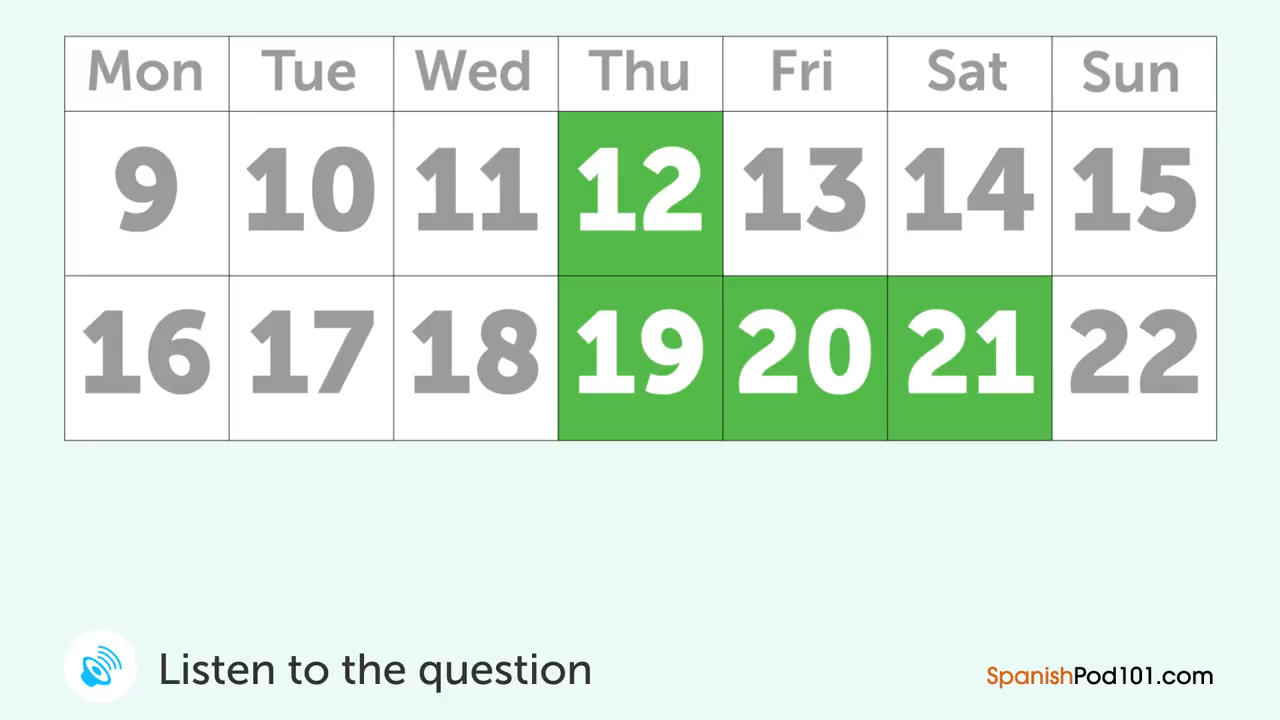 Mon Tue Wed Thu Fri Sat Sun
9 10 11 12 13 14 15
16 17 18 19 20 21 22
Listen to the question
SpanishPod101.com